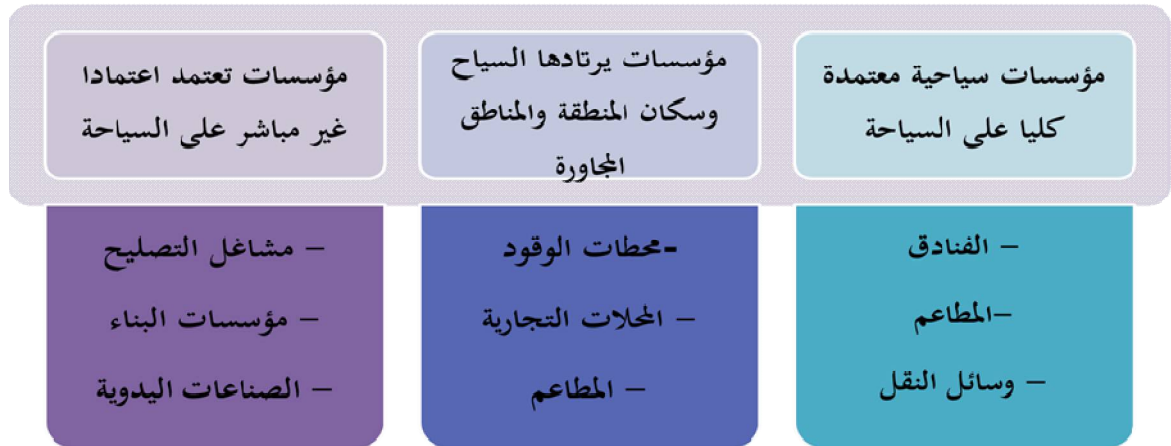 مؤسسات سياحية معتمدة
كليا على السياحة
– الفنادق
–المطاعم
– وسائل النقل
مؤسسات يرتادها السياح
وسكان المنطقة والمناطق
المجاورة
-محطات الوقود
– المحلات التجارية
– المطاعم
مؤسسات تعتمد اعتمادا
غير مباشر على السياحة
– مشاغل التصليح
– مؤسسات البناء
– الصناعات اليدوية